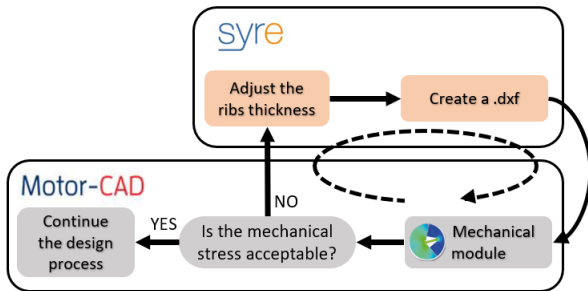 syre
Adjust the
ribs thickness
Create a .dxf
Motor-CAD
Continue
the design
process
YES
NO
Is the mechanical
stress acceptable?
Mechanical
module